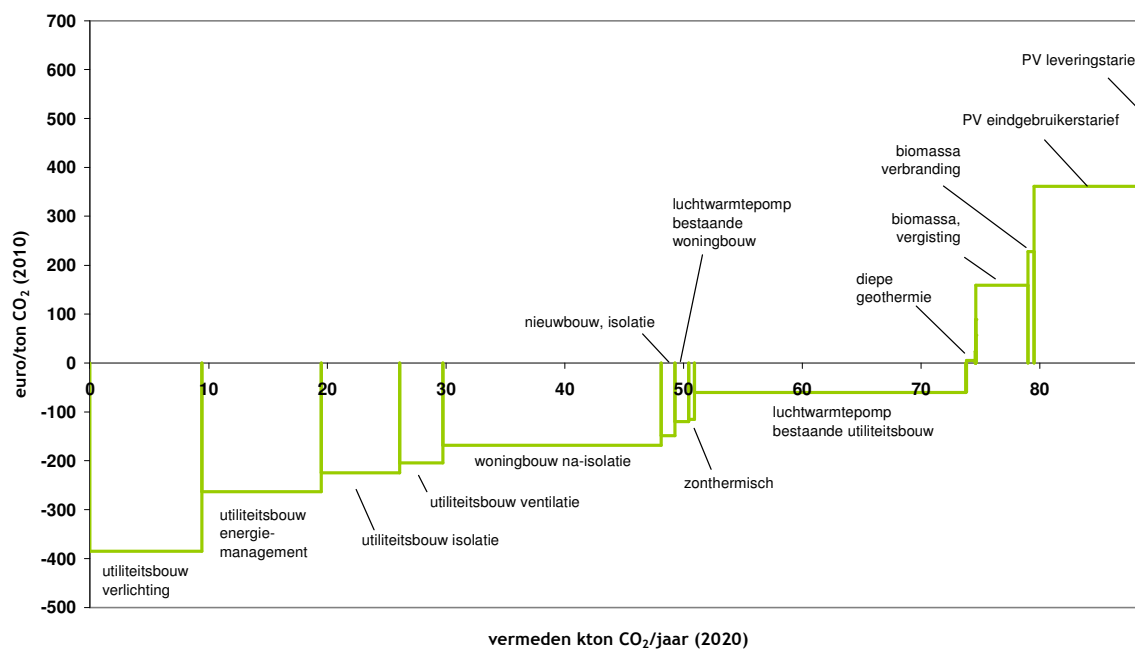 700
600
500
400
300
200
100
0
-100
-200
-300
-400
-500
euro/ton CO₂ (2010)
0
10
20
30
40
50
60
70
80
vermeden kton CO₂/jaar (2020)
utiliteitsbouw
verlichting
utiliteitsbouw
energie-
management
utiliteitsbouw isolatie
utiliteitsbouw ventilatie
woningbouw na-isolatie
nieuwbouw, isolatie
luchtwarmtepomp
bestaande
woningbouw
zonthermisch
luchtwarmtepomp
bestaande utiliteitsbouw
diepe
geothermie
biomassa,
vergisting
biomassa
verbranding
PV eindgebruikerstarief
PV leveringstarie